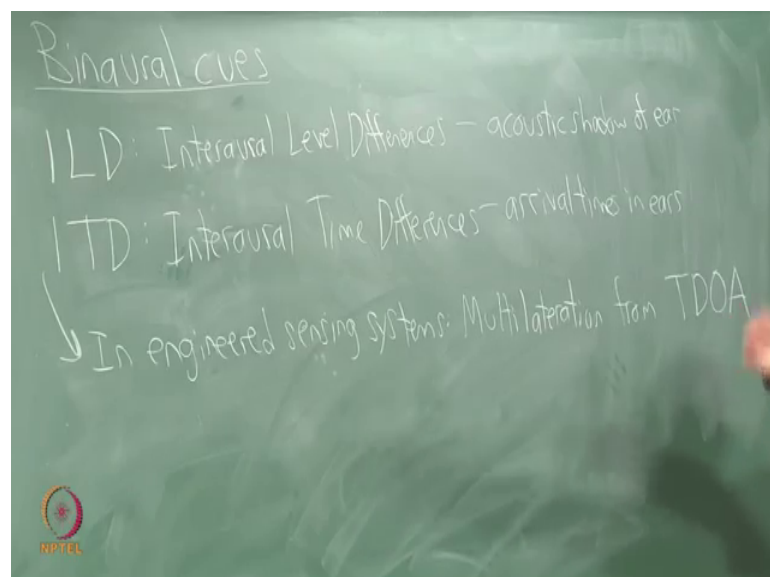 Binaural cues
ILD: Interaural Level Differences - acoustic shadow of ear
ITD: Interaural Time Differences - arrival times in ears
In engineered sensing systems: Multilateration from TDOA
NPTEL